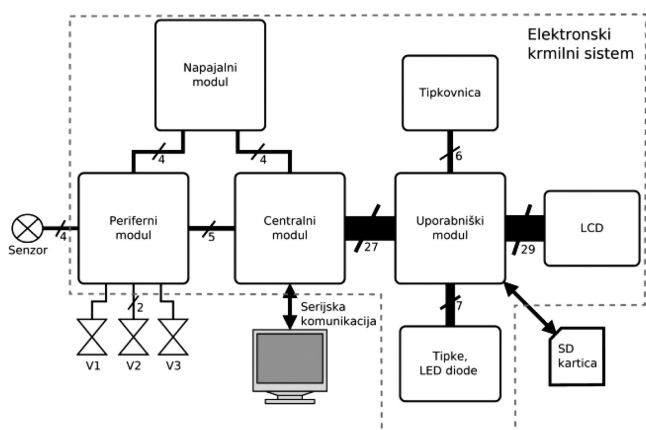 Elektronski
krmilni sistem
Napajalni
modul
Tipkovnica
4
4
6
Periferni
modul
Centralni
modul
Uporabniški
modul
LCD
Senzor
4
5
27
29
2
Serijska
komunikacija
7
V1
V2
V3
Tipke,
LED diode
SD
kartica